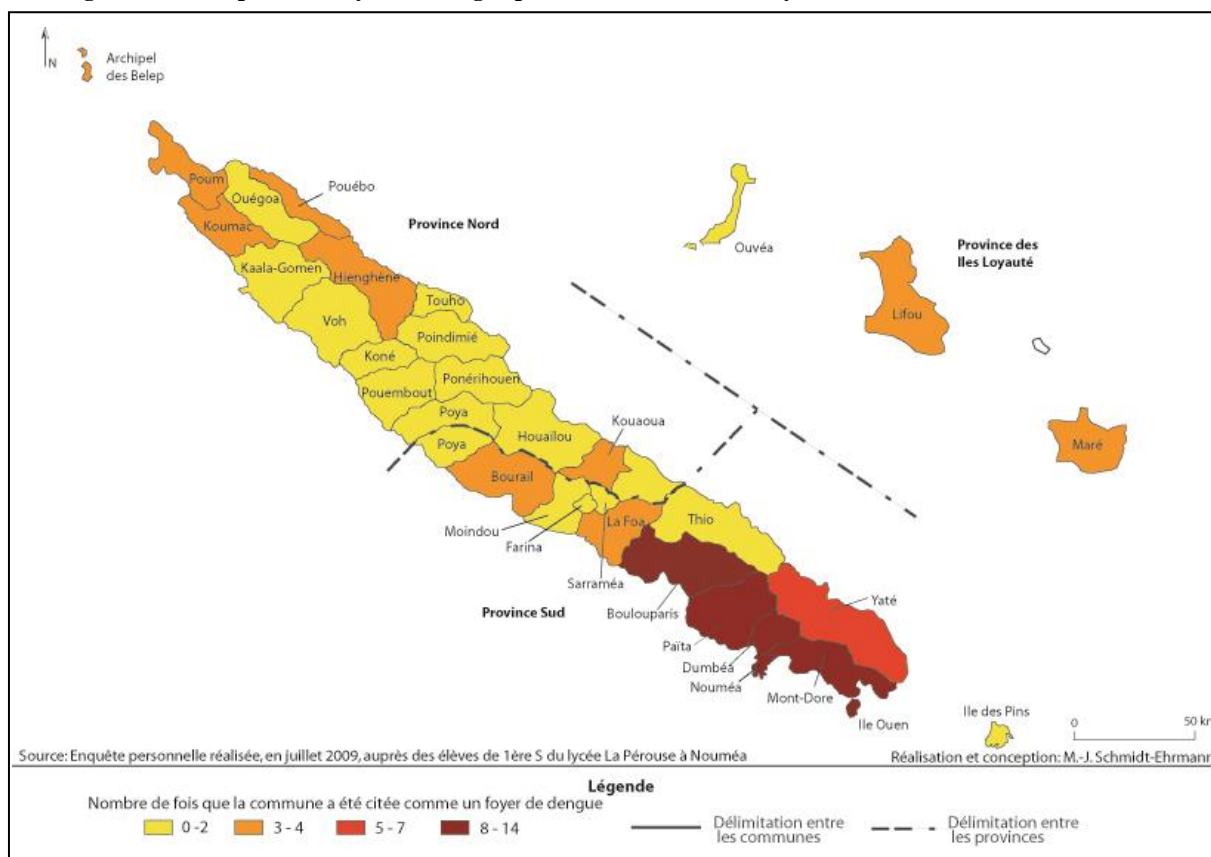 N
Archipel
des Belep
Poum
Ouégoa
Pouébo
Koumac
Province Nord
Kaala-Gomen
Hienghène
Ouvéa
Province des
Iles Loyauté
Touho
Voh
Lifou
Poindimié
Koné
Ponérihouen
Pouembout
Poya
Kouaoua
Houaïlou
Poya
Maré
Bourail
La Foa
Thio
Moindou
Farina
Sarraméa
Yaté
Province Sud
Boulouparis
Païta
Dumbéa
Nouméa
Mont-Dore
Ile Ouen
Ile des Pins
0 50 km
Source: Enquête personnelle réalisée, en juillet 2009, auprès des élèves de 1ère S du lycée La Pérouse à Nouméa
Réalisation et conception: M.-J. Schmidt-Ehrmann
Légende
Nombre de fois que la commune a été citée comme un foyer de dengue
0 -2
3 - 4
5 - 7
8 - 14
Délimitation entre
les communes
Délimitation entre
les provinces